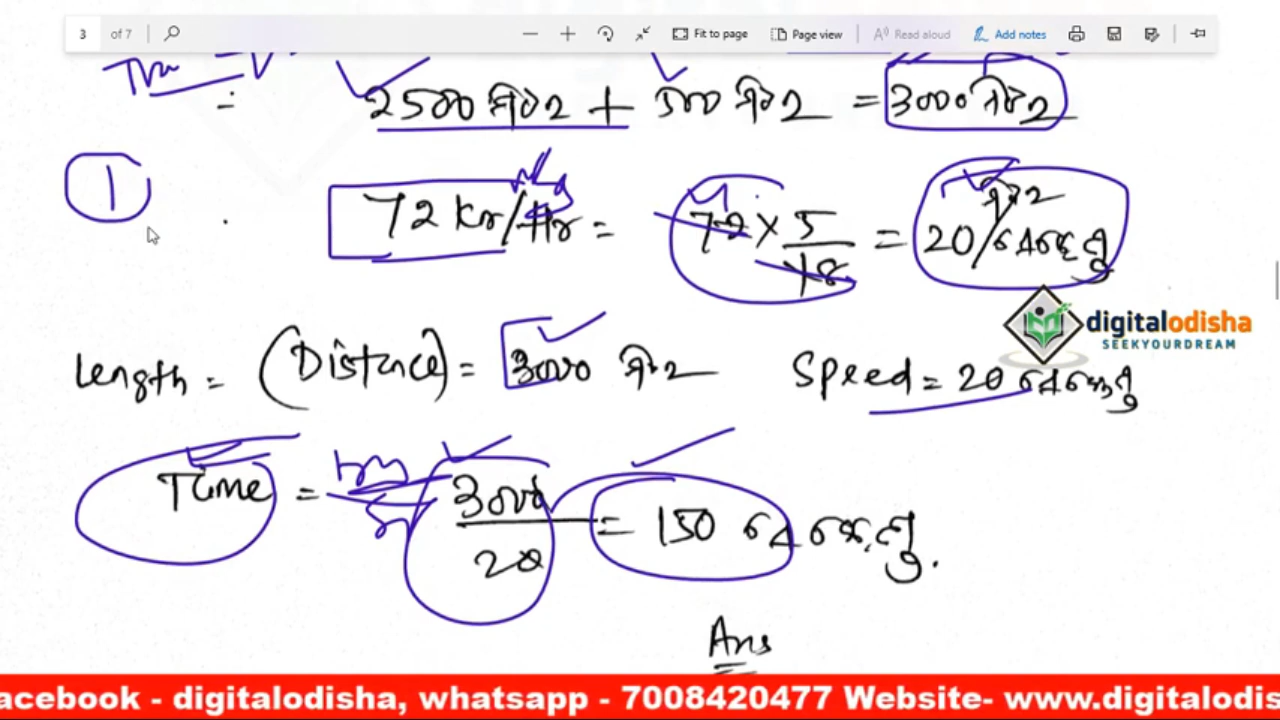 3 of 7 Fit to page Page view Read aloud Add notes
= 2500 ମିଟର + 500 ମିଟର = 3000 ମିଟର
1
72 Km/Hr = 72 × 5/18 = 20 ମିଟର/ସେକେଣ୍ଡ
digitalodisha
SEEKYOURDREAM
Length = (Distance) = 3000 ମିଟର Speed = 20 ସେକେଣ୍ଡ
Time = 3000/20 = 150 ସେକେଣ୍ଡ.
Ans
acebook - digitalodisha, whatsapp - 7008420477 Website- www.digitalodis